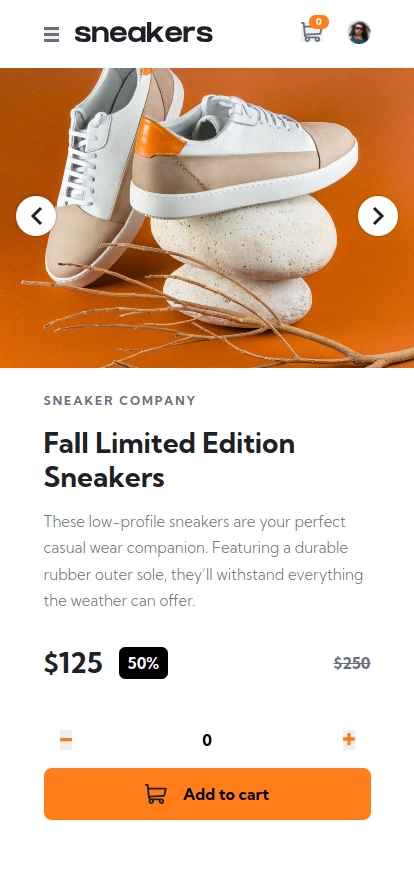 sneakers
0
SNEAKER COMPANY
Fall Limited Edition
Sneakers
These low-profile sneakers are your perfect
casual wear companion. Featuring a durable
rubber outer sole, they’ll withstand everything
the weather can offer.
$125 50% $250
0
Add to cart